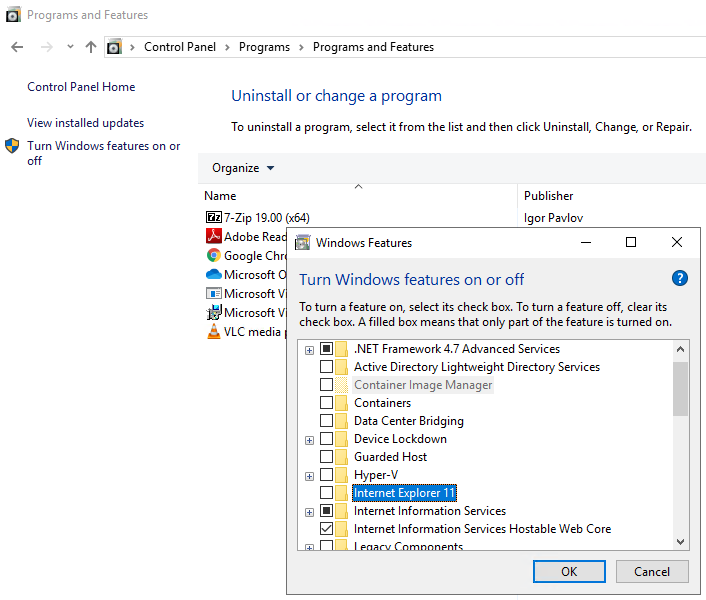 Programs and Features
Control Panel > Programs > Programs and Features
Control Panel Home
View installed updates
Turn Windows features on or
off
Uninstall or change a program
To uninstall a program, select it from the list and then click Uninstall, Change, or Repair.
Organize
Name Publisher
7z 7-Zip 19.00 (x64) Igor Pavlov
Adobe Read
Google Chro
Microsoft O
Microsoft Vi
Microsoft Vi
VLC media p
Windows Features
Turn Windows features on or off
?
To turn a feature on, select its check box. To turn a feature off, clear its
check box. A filled box means that only part of the feature is turned on.
.NET Framework 4.7 Advanced Services
Active Directory Lightweight Directory Services
Container Image Manager
Containers
Data Center Bridging
Device Lockdown
Guarded Host
Hyper-V
Internet Explorer 11
Internet Information Services
Internet Information Services Hostable Web Core
Legacy Components
OK Cancel